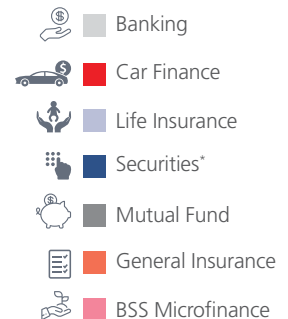 Banking
Car Finance
Life Insurance
Securities*
Mutual Fund
General Insurance
BSS Microfinance